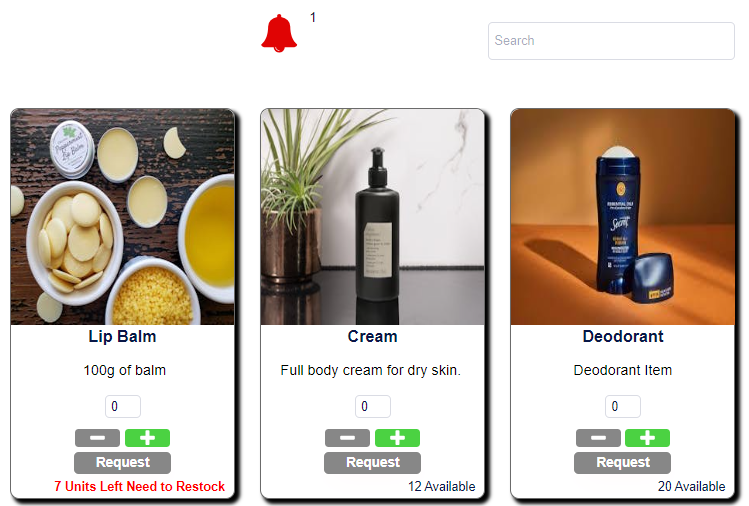 1
Search
Peppermint
Lip Balm
Secret
Lip Balm
Cream
Deodorant
100g of balm
Full body cream for dry skin.
Deodorant Item
0
0
0
Request
Request
Request
7 Units Left Need to Restock
12 Available
20 Available